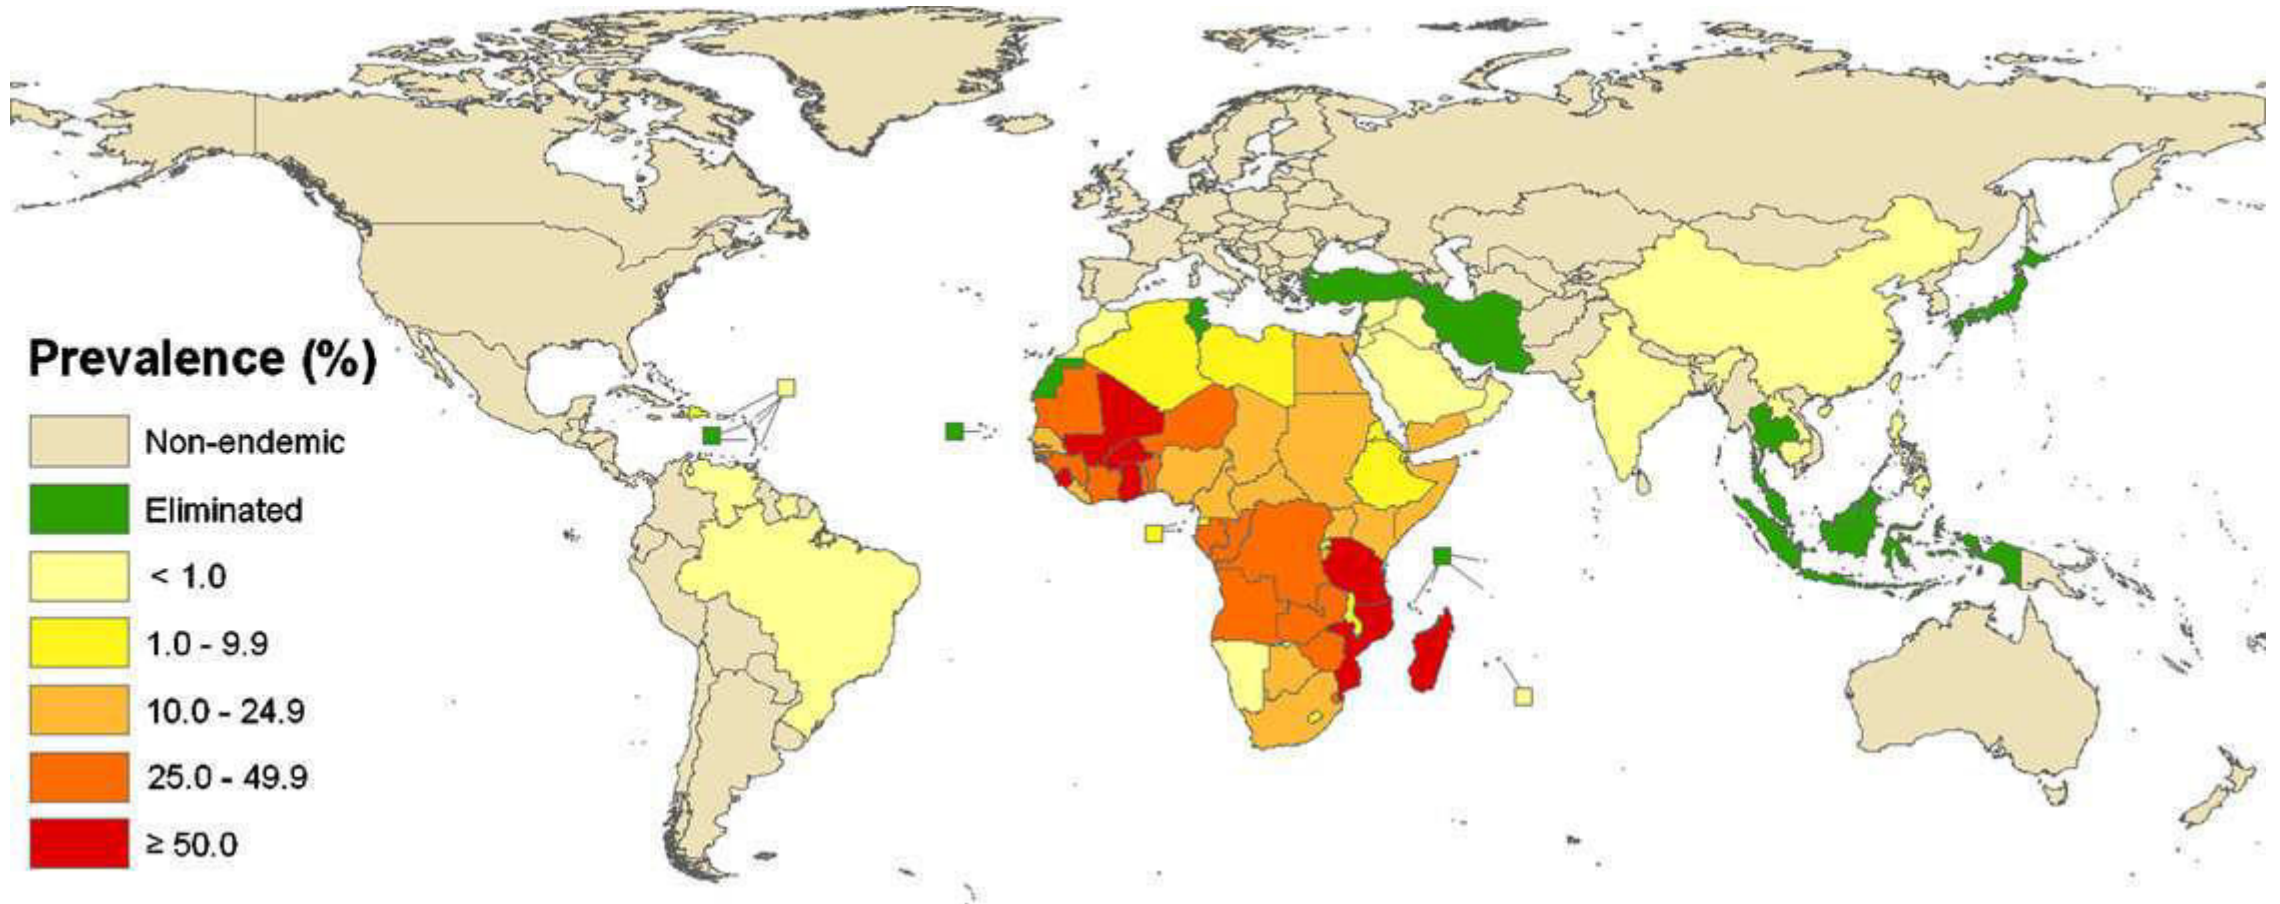 Prevalence (%)
Non-endemic
Eliminated
< 1.0
1.0 - 9.9
10.0 - 24.9
25.0 - 49.9
≥ 50.0